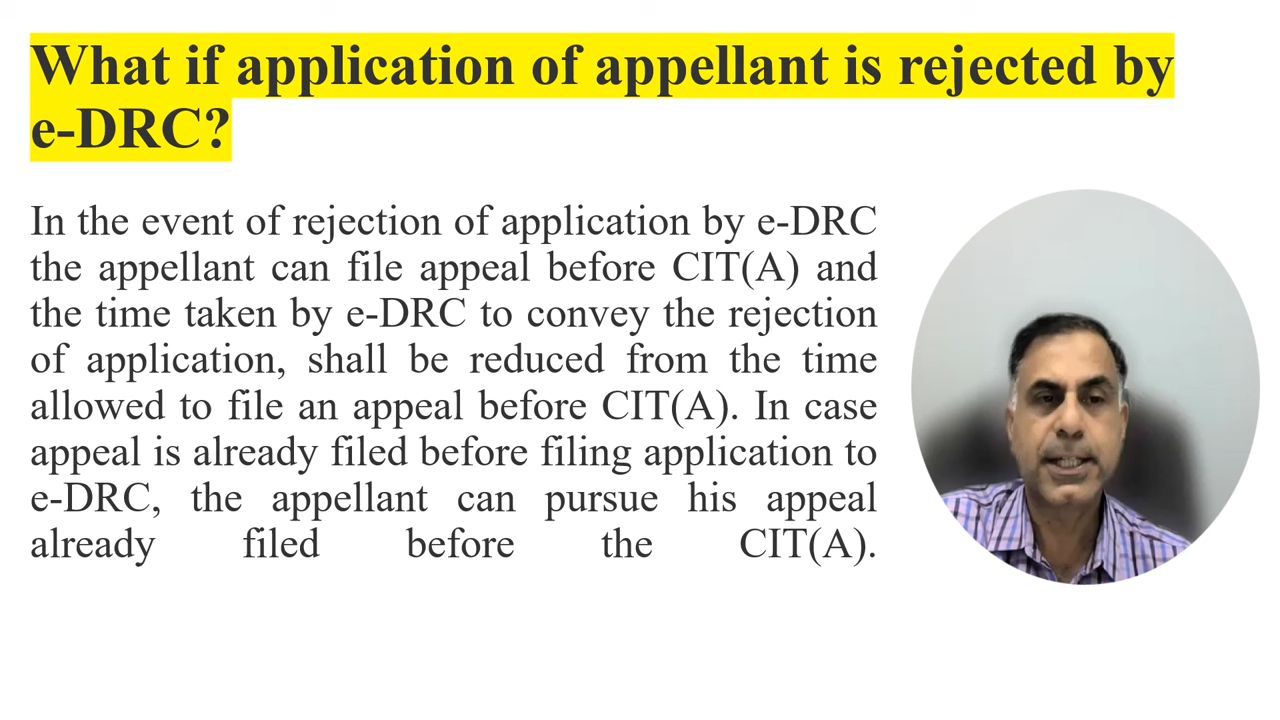 What if application of appellant is rejected by
e-DRC?
In the event of rejection of application by e-DRC
the appellant can file appeal before CIT(A) and
the time taken by e-DRC to convey the rejection
of application, shall be reduced from the time
allowed to file an appeal before CIT(A). In case
appeal is already filed before filing application to
e-DRC, the appellant can pursue his appeal
already filed before the CIT(A).